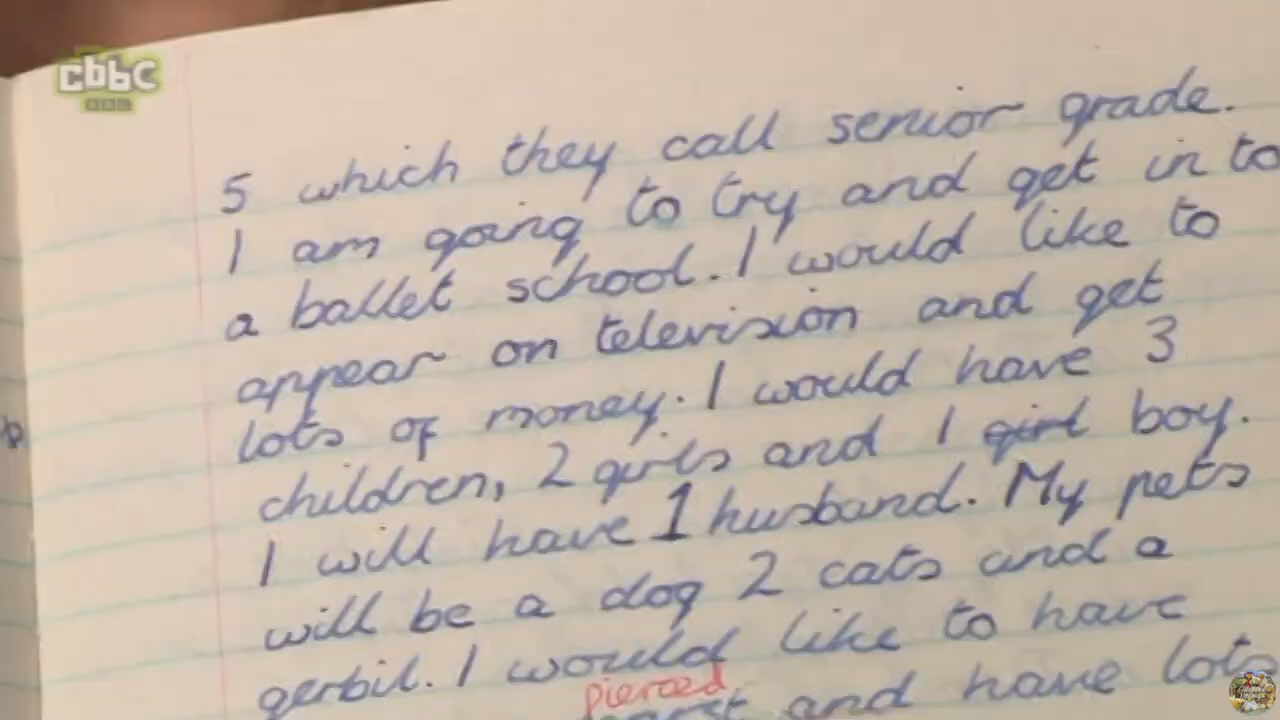 cbbc
BBC
5 which they call senior grade.
I am going to try and get in to
a ballet school. I would like to
appear on television and get
lots of money. I would have 3
children, 2 girls and 1 girl boy.
I will have 1 husband. My pets
will be a dog 2 cats and a
gerbil. I would like to have
pierced
and have lots